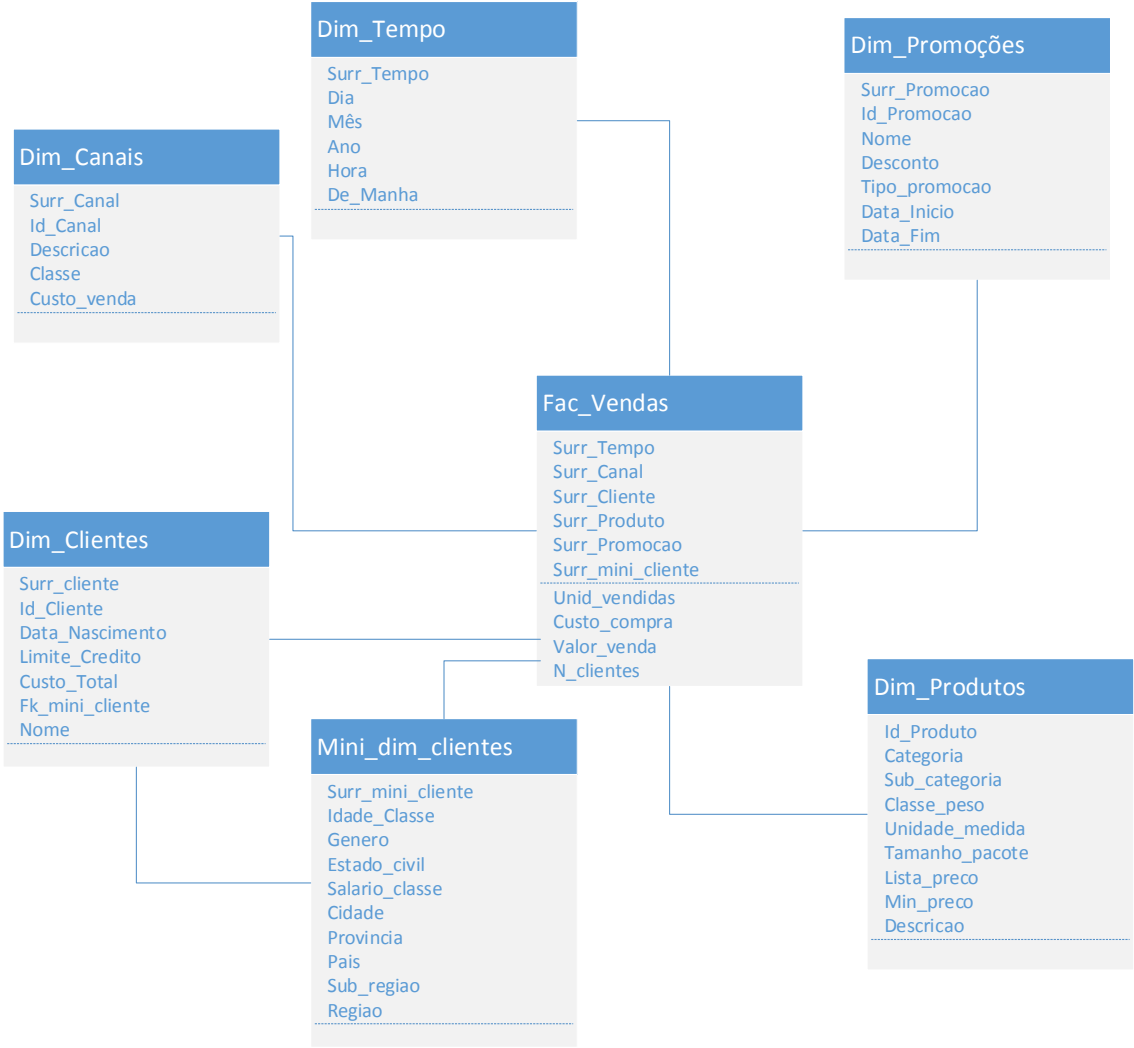 Dim_Tempo
Surr_Tempo
Dia
Mês
Ano
Hora
De_Manha
Dim_Promoções
Surr_Promocao
Id_Promocao
Nome
Desconto
Tipo_promocao
Data_Inicio
Data_Fim
Dim_Canais
Surr_Canal
Id_Canal
Descricao
Classe
Custo_venda
Fac_Vendas
Surr_Tempo
Surr_Canal
Surr_Cliente
Surr_Produto
Surr_Promocao
Surr_mini_cliente
Unid_vendidas
Custo_compra
Valor_venda
N_clientes
Dim_Clientes
Surr_cliente
Id_Cliente
Data_Nascimento
Limite_Credito
Custo_Total
Fk_mini_cliente
Nome
Mini_dim_clientes
Surr_mini_cliente
Idade_Classe
Genero
Estado_civil
Salario_classe
Cidade
Provincia
Pais
Sub_regiao
Regiao
Dim_Produtos
Id_Produto
Categoria
Sub_categoria
Classe_peso
Unidade_medida
Tamanho_pacote
Lista_preco
Min_preco
Descricao